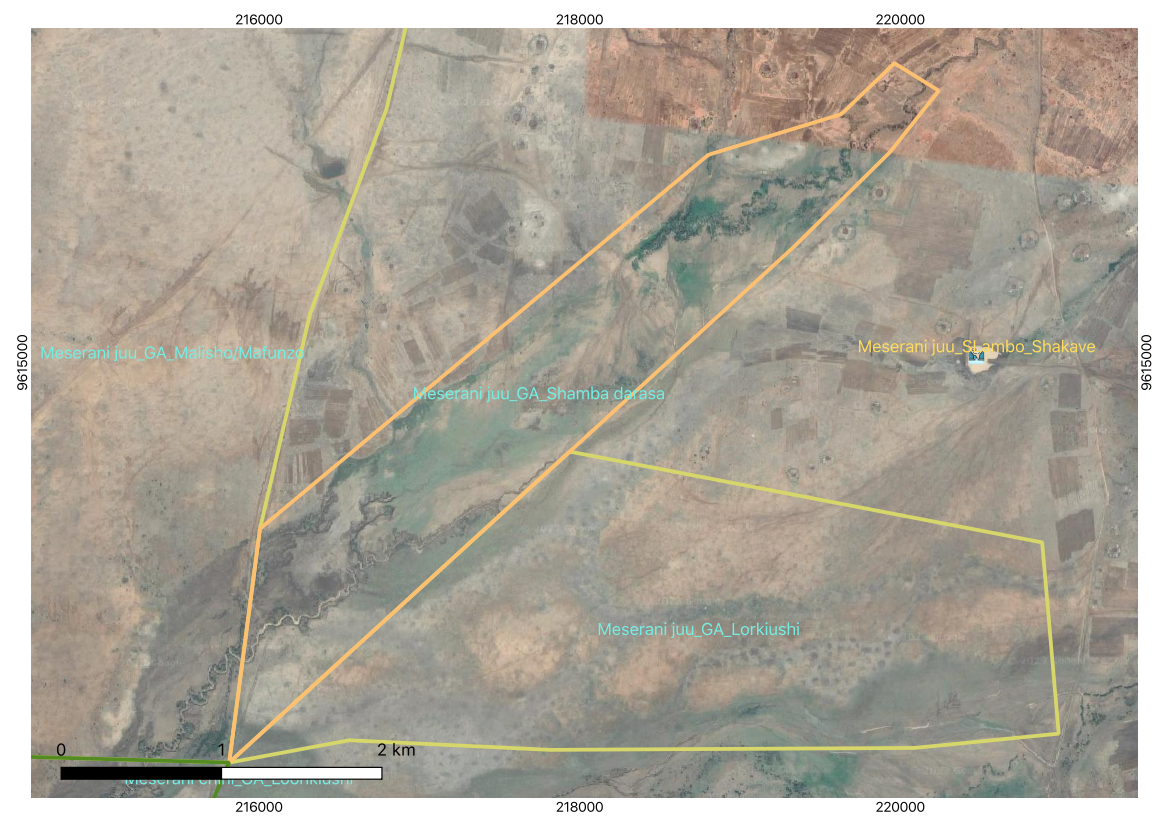 216000 218000 220000
9615000 9615000
Meserani juu_SLambo_Shakave
Meserani juu_GA_Malisho/Mafunzo
Meserani juu_GA_Shamba darasa
Meserani juu_GA_Lorkiushi
0 1 2 km
216000 218000 220000